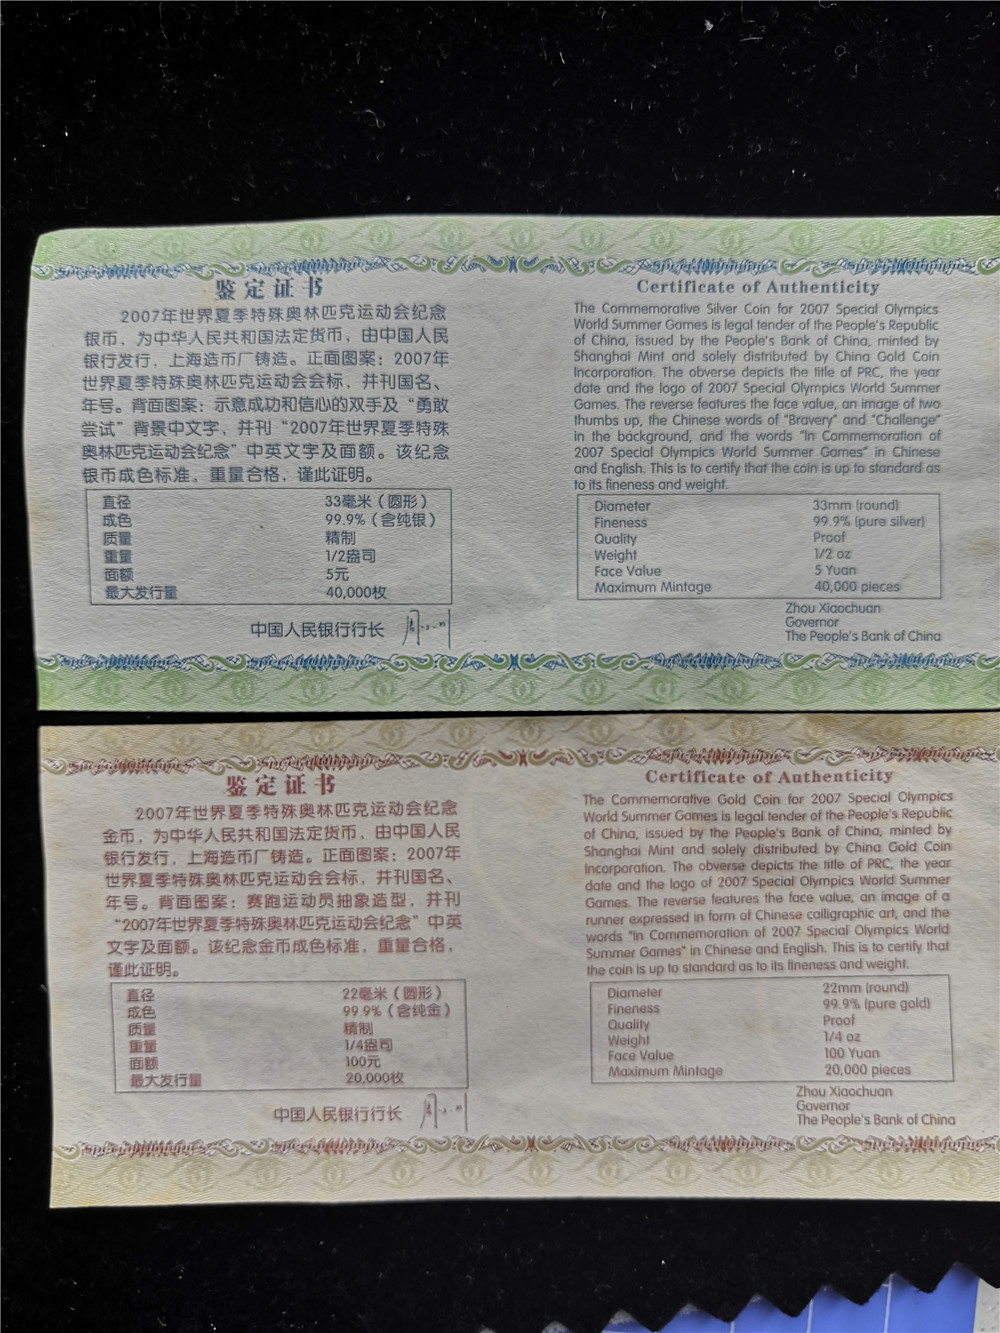 鉴定证书
2007年世界夏季特殊奥林匹克运动会纪念
银币，为中华人民共和国法定货币，由中国人民
银行发行，上海造币厂铸造。正面图案：2007年
世界夏季特殊奥林匹克运动会会标，并刊国名、
年号。背面图案：示意成功和信心的双手及“勇敢
尝试”背景中文字，并刊“2007年世界夏季特殊
奥林匹克运动会纪念”中英文字及面额。该纪念
银币成色标准，重量合格，谨此证明。
直径 33毫米（圆形）
成色 99.9%（含纯银）
质量 精制
重量 1/2盎司
面额 5元
最大发行量 40,000枚
中国人民银行行长
Certificate of Authenticity
The Commemorative Silver Coin for 2007 Special Olympics
World Summer Games is legal tender of the People's Republic
of China, issued by the People's Bank of China, minted by
Shanghai Mint and solely distributed by China Gold Coin
Incorporation. The obverse depicts the title of PRC, the year
date and the logo of 2007 Special Olympics World Summer
Games. The reverse features the face value, an image of two
thumbs up, the Chinese words of "Bravery" and "Challenge"
in the background, and the words "In Commemoration of
2007 Special Olympics World Summer Games" in Chinese
and English. This is to certify that the coin is up to standard as
to its fineness and weight.
Diameter 33mm (round)
Fineness 99.9% (pure silver)
Quality Proof
Weight 1/2 oz
Face Value 5 Yuan
Maximum Mintage 40,000 pieces
Zhou Xiaochuan
Governor
The People's Bank of China
鉴定证书
2007年世界夏季特殊奥林匹克运动会纪念
金币，为中华人民共和国法定货币，由中国人民
银行发行，上海造币厂铸造。正面图案：2007年
世界夏季特殊奥林匹克运动会会标，并刊国名、
年号。背面图案：赛跑运动员抽象造型，并刊
“2007年世界夏季特殊奥林匹克运动会纪念”中英
文字及面额。该纪念金币成色标准，重量合格，
谨此证明。
直径 22毫米（圆形）
成色 99.9%（含纯金）
质量 精制
重量 1/4盎司
面额 100元
最大发行量 20,000枚
中国人民银行行长
Certificate of Authenticity
The Commemorative Gold Coin for 2007 Special Olympics
World Summer Games is legal tender of the People's Republic
of China, issued by the People's Bank of China, minted by
Shanghai Mint and solely distributed by China Gold Coin
Incorporation. The obverse depicts the title of PRC, the year
date and the logo of 2007 Special Olympics World Summer
Games. The reverse features the face value, an image of a
runner expressed in form of Chinese calligraphic art, and the
words "In Commemoration of 2007 Special Olympics World
Summer Games" in Chinese and English. This is to certify that
the coin is up to standard as to its fineness and weight.
Diameter 22mm (round)
Fineness 99.9% (pure gold)
Quality Proof
Weight 1/4 oz
Face Value 100 Yuan
Maximum Mintage 20,000 pieces
Zhou Xiaochuan
Governor
The People's Bank of China